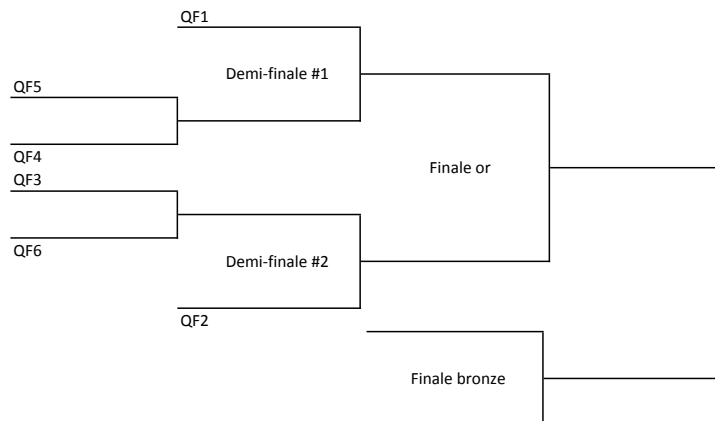 QF1
Demi-finale #1
QF5
QF4
Finale or
QF3
QF6
Demi-finale #2
QF2
Finale bronze